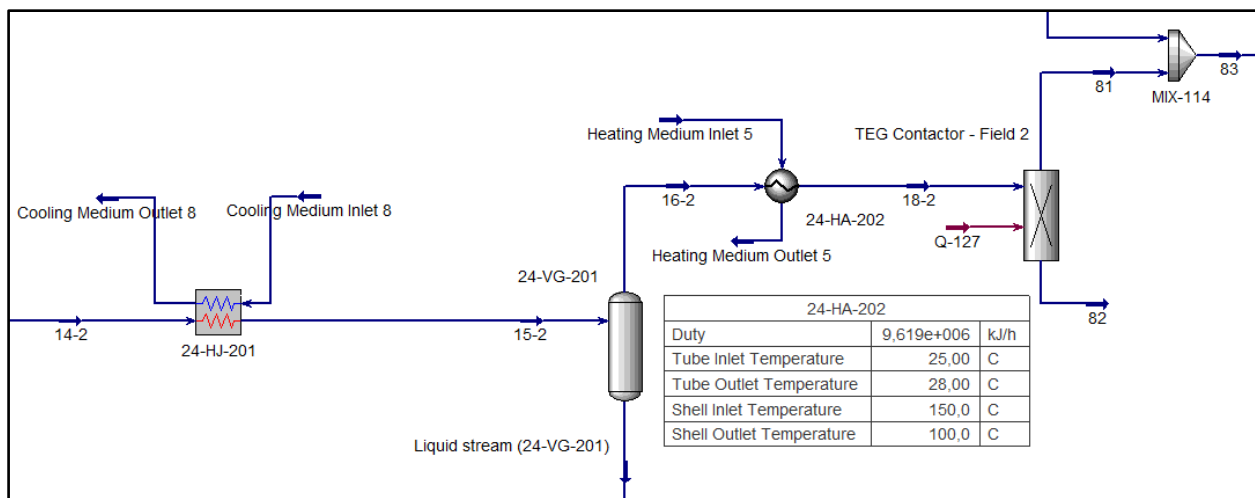 81
83
MIX-114
Heating Medium Inlet 5
TEG Contactor - Field 2
Cooling Medium Outlet 8
Cooling Medium Inlet 8
16-2
18-2
24-HA-202
Q-127
Heating Medium Outlet 5
24-VG-201
82
14-2
24-HJ-201
15-2
24-HA-202
Duty 9,619e+006 kJ/h
Tube Inlet Temperature 25,00 C
Tube Outlet Temperature 28,00 C
Shell Inlet Temperature 150,0 C
Shell Outlet Temperature 100,0 C
Liquid stream (24-VG-201)